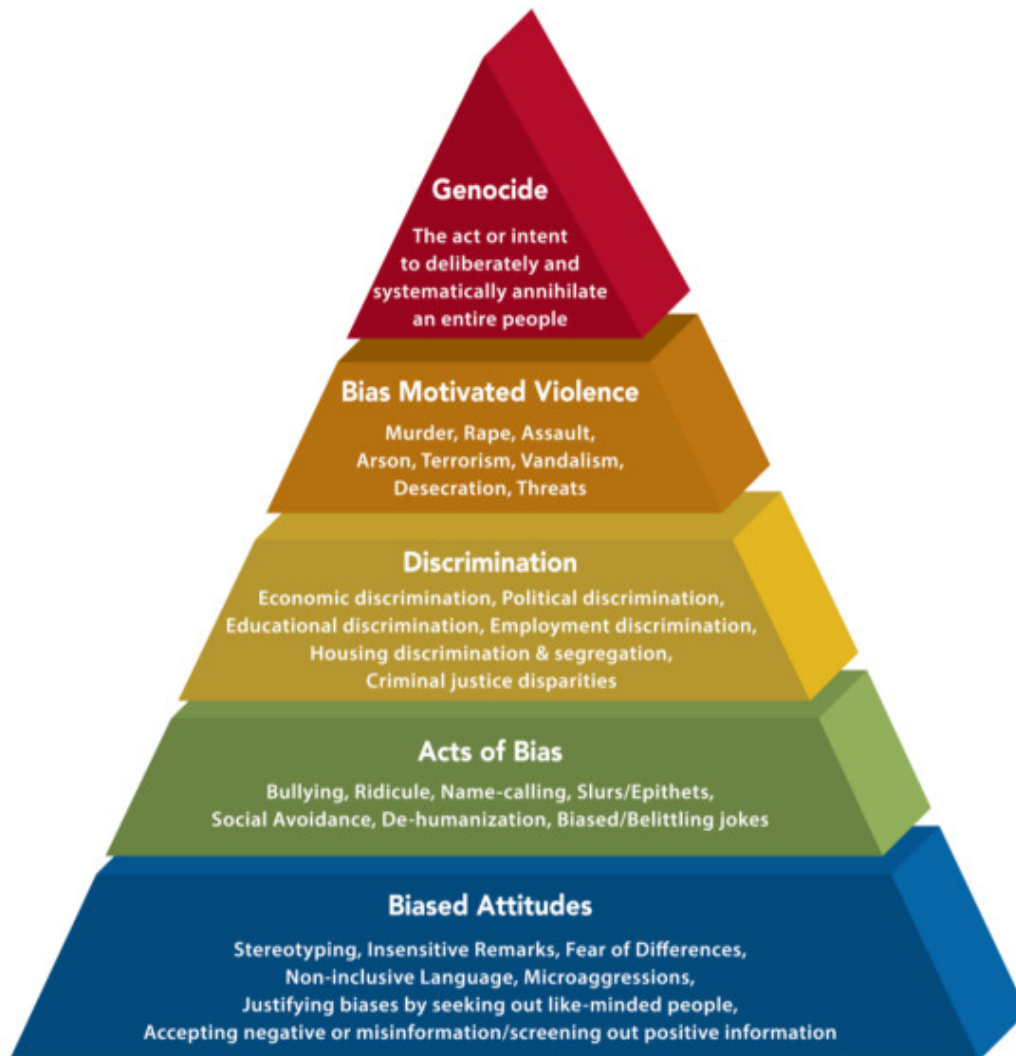 Genocide
The act or intent
to deliberately and
systematically annihilate
an entire people
Bias Motivated Violence
Murder, Rape, Assault,
Arson, Terrorism, Vandalism,
Desecration, Threats
Discrimination
Economic discrimination, Political discrimination,
Educational discrimination, Employment discrimination,
Housing discrimination & segregation,
Criminal justice disparities
Acts of Bias
Bullying, Ridicule, Name-calling, Slurs/Epithets,
Social Avoidance, De-humanization, Biased/Belittling jokes
Biased Attitudes
Stereotyping, Insensitive Remarks, Fear of Differences,
Non-inclusive Language, Microaggressions,
Justifying biases by seeking out like-minded people,
Accepting negative or misinformation/screening out positive information